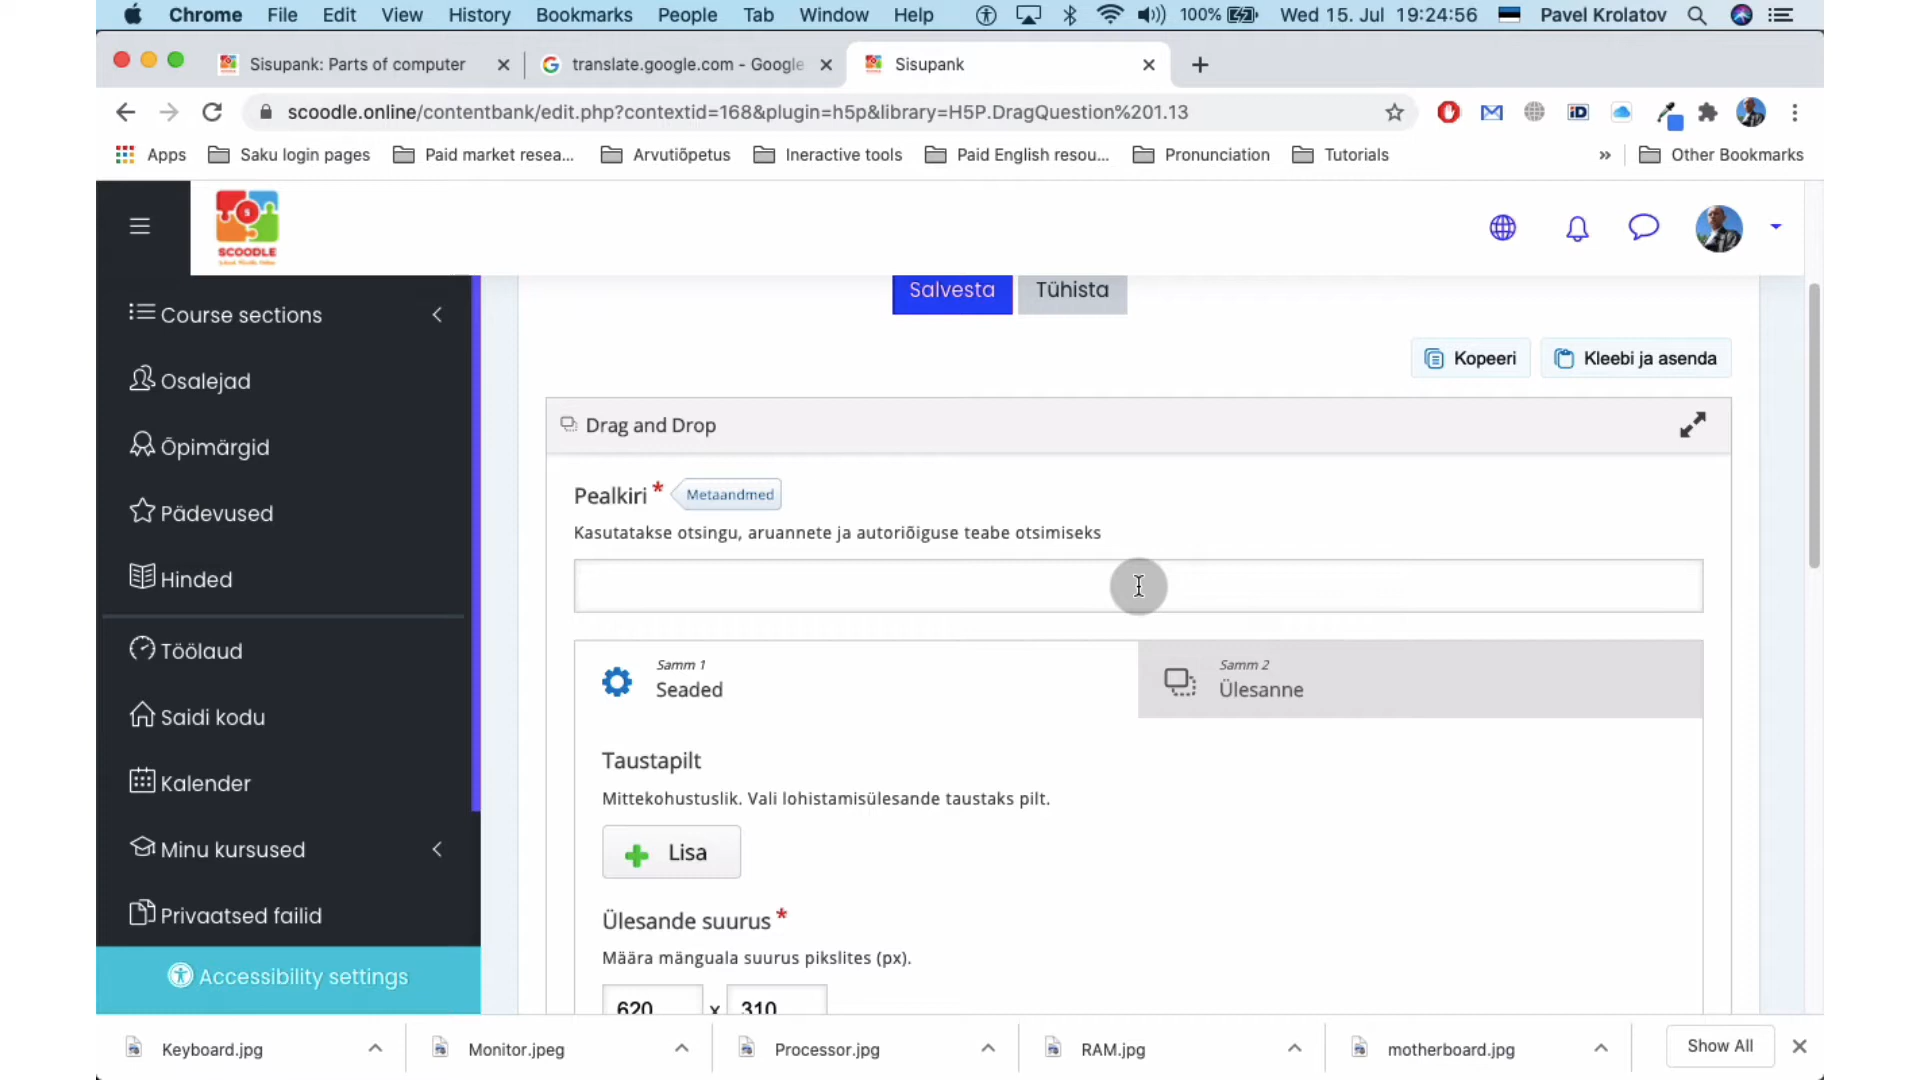 Chrome File Edit View History Bookmarks People Tab Window Help 100% Wed 15. Jul 19:24:56 Pavel Krolatov
Sisupank: Parts of computer translate.google.com - Google Sisupank
scoodle.online/contentbank/edit.php?contextid=168&plugin=h5p&library=H5P.DragQuestion%201.13
Apps Saku login pages Paid market resea... Arvutiõpetus Ineractive tools Paid English resou... Pronunciation Tutorials » Other Bookmarks
SCOODLE
Salvesta Tühista
Course sections
Kopeeri Kleebi ja asenda
Osalejad
Drag and Drop
Õpimärgid
Pealkiri * Metaandmed
Pädevused
Kasutatakse otsingu, aruannete ja autoriõiguse teabe otsimiseks
Hinded
Töölaud
Samm 1
Seaded
Samm 2
Ülesanne
Saidi kodu
Taustapilt
Kalender
Mittekohustuslik. Vali lohistamisülesande taustaks pilt.
Minu kursused
Lisa
Privaatsed failid
Ülesande suurus *
Määra mänguala suurus pikslites (px).
Accessibility settings
620 x 310
Keyboard.jpg Monitor.jpeg Processor.jpg RAM.jpg motherboard.jpg Show All